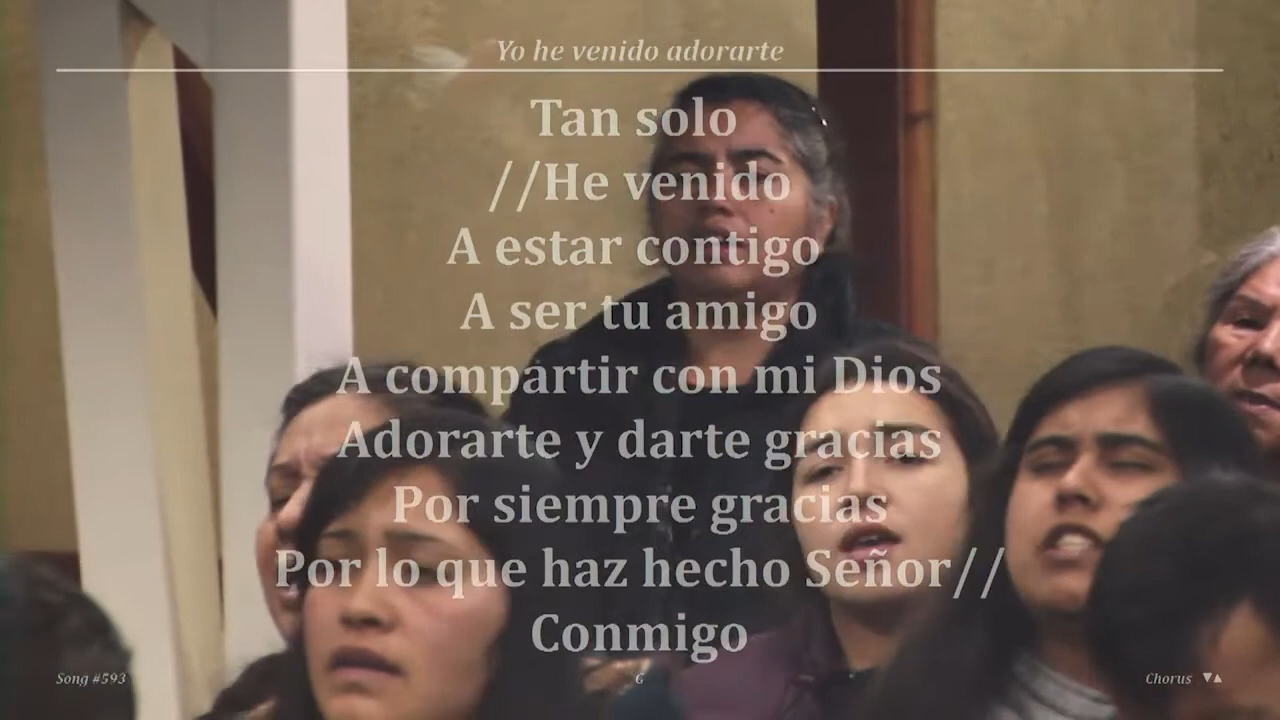 Yo he venido adorarte
Tan solo
//He venido
A estar contigo
A ser tu amigo
A compartir con mi Dios
Adorarte y darte gracias
Por siempre gracias
Por lo que haz hecho Señor//
Conmigo
Song #593
G
Chorus ▼▲